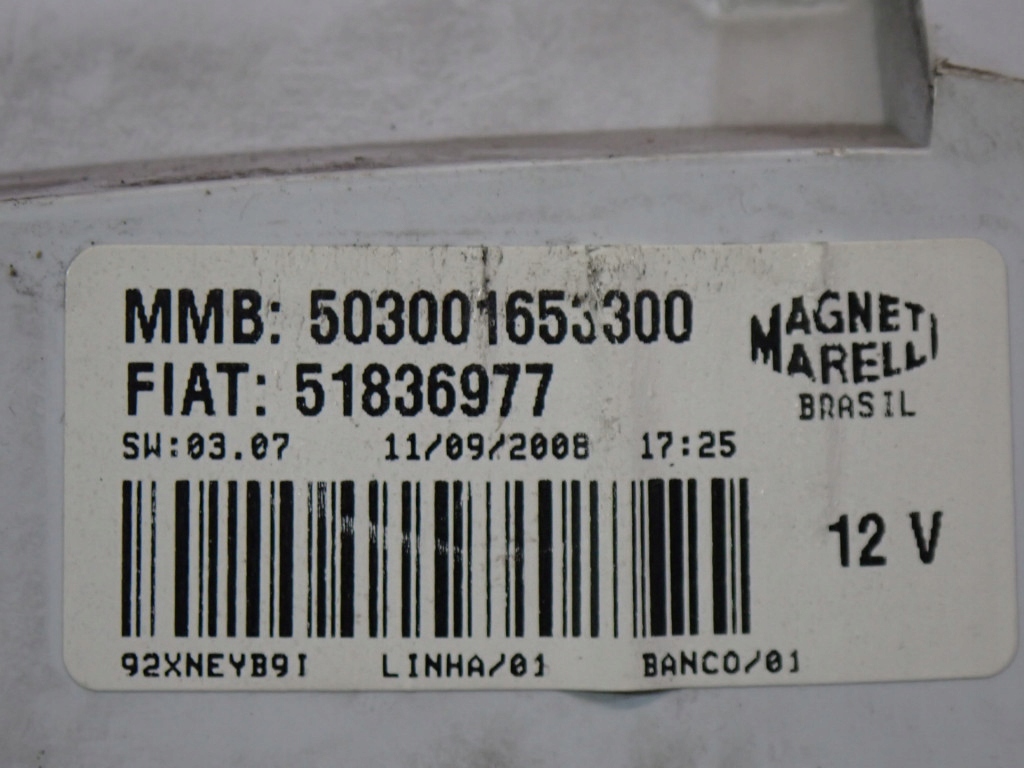 MMB: 503001653300
FIAT: 51836977
SW:03.07 11/09/2008 17:25
MAGNETI
MARELLI
BRASIL
12 V
92XNEYB9I LINHA/01 BANCO/01